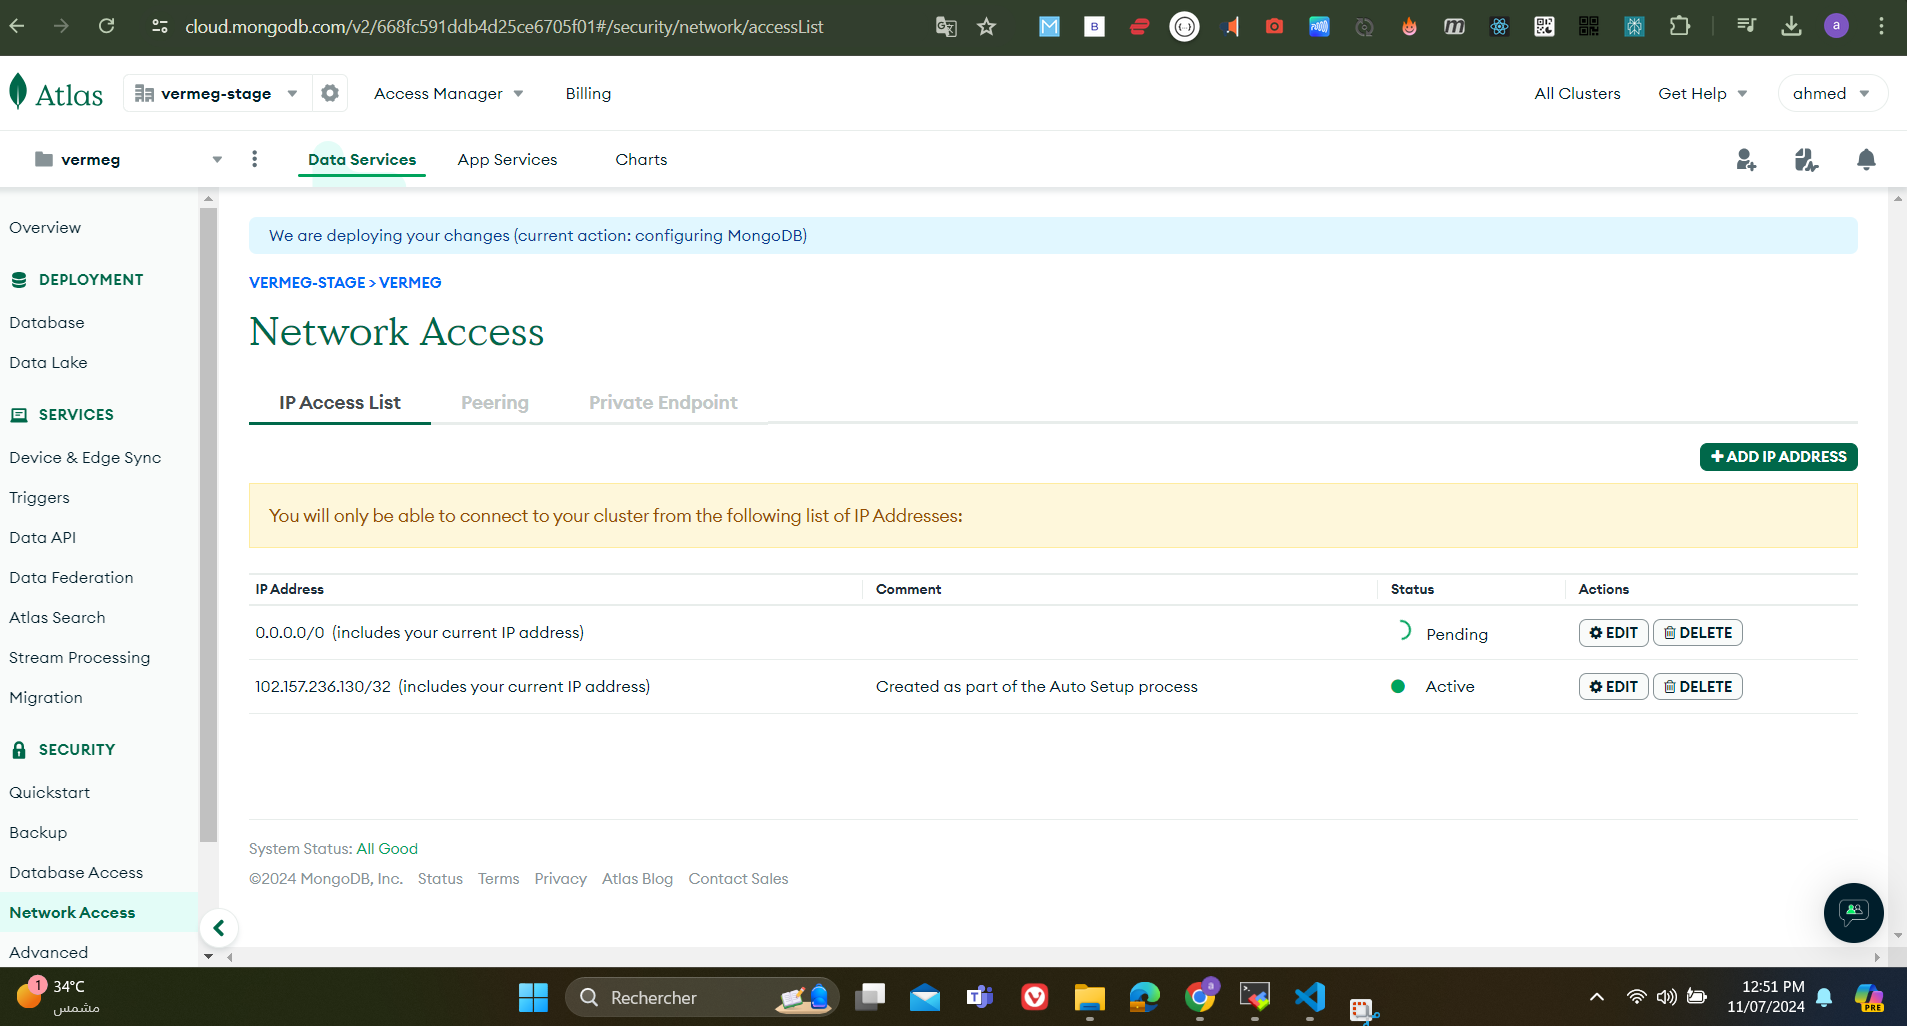 cloud.mongodb.com/v2/668fc591ddb4d25ce6705f01#/security/network/accessList
Atlas
vermeg-stage
Access Manager
Billing
All Clusters
Get Help
ahmed
vermeg
Data Services
App Services
Charts
Overview
DEPLOYMENT
Database
Data Lake
SERVICES
Device & Edge Sync
Triggers
Data API
Data Federation
Atlas Search
Stream Processing
Migration
SECURITY
Quickstart
Backup
Database Access
Network Access
Advanced
We are deploying your changes (current action: configuring MongoDB)
VERMEG-STAGE > VERMEG
Network Access
IP Access List Peering Private Endpoint
+ ADD IP ADDRESS
You will only be able to connect to your cluster from the following list of IP Addresses:
IP Address Comment Status Actions
0.0.0.0/0 (includes your current IP address) Pending EDIT DELETE
102.157.236.130/32 (includes your current IP address) Created as part of the Auto Setup process Active EDIT DELETE
System Status: All Good
©2024 MongoDB, Inc. Status Terms Privacy Atlas Blog Contact Sales
1
34°C
مشمس
Rechercher
12:51 PM
11/07/2024
PRE